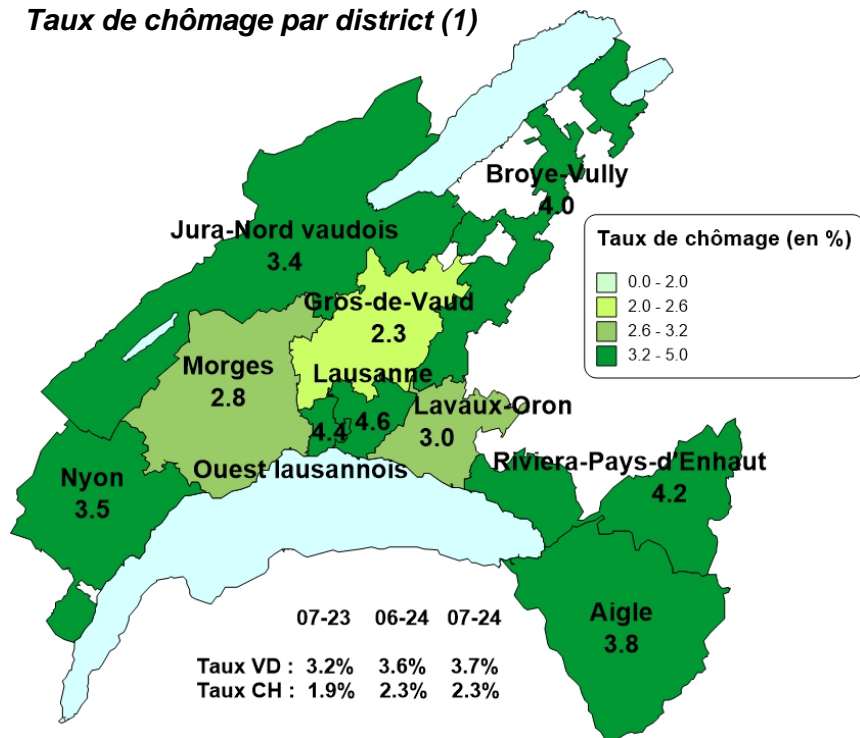 Taux de chômage par district (1)
Broye-Vully
4.0
Jura-Nord vaudois
3.4
Taux de chômage (en %)
0.0 - 2.0
2.0 - 2.6
2.6 - 3.2
3.2 - 5.0
Gros-de-Vaud
2.3
Morges
2.8
Lausanne
4.6
4.4
Lavaux-Oron
3.0
Ouest lausannois
Riviera-Pays-d'Enhaut
4.2
Nyon
3.5
Aigle
3.8
07-23 06-24 07-24
Taux VD : 3.2% 3.6% 3.7%
Taux CH : 1.9% 2.3% 2.3%